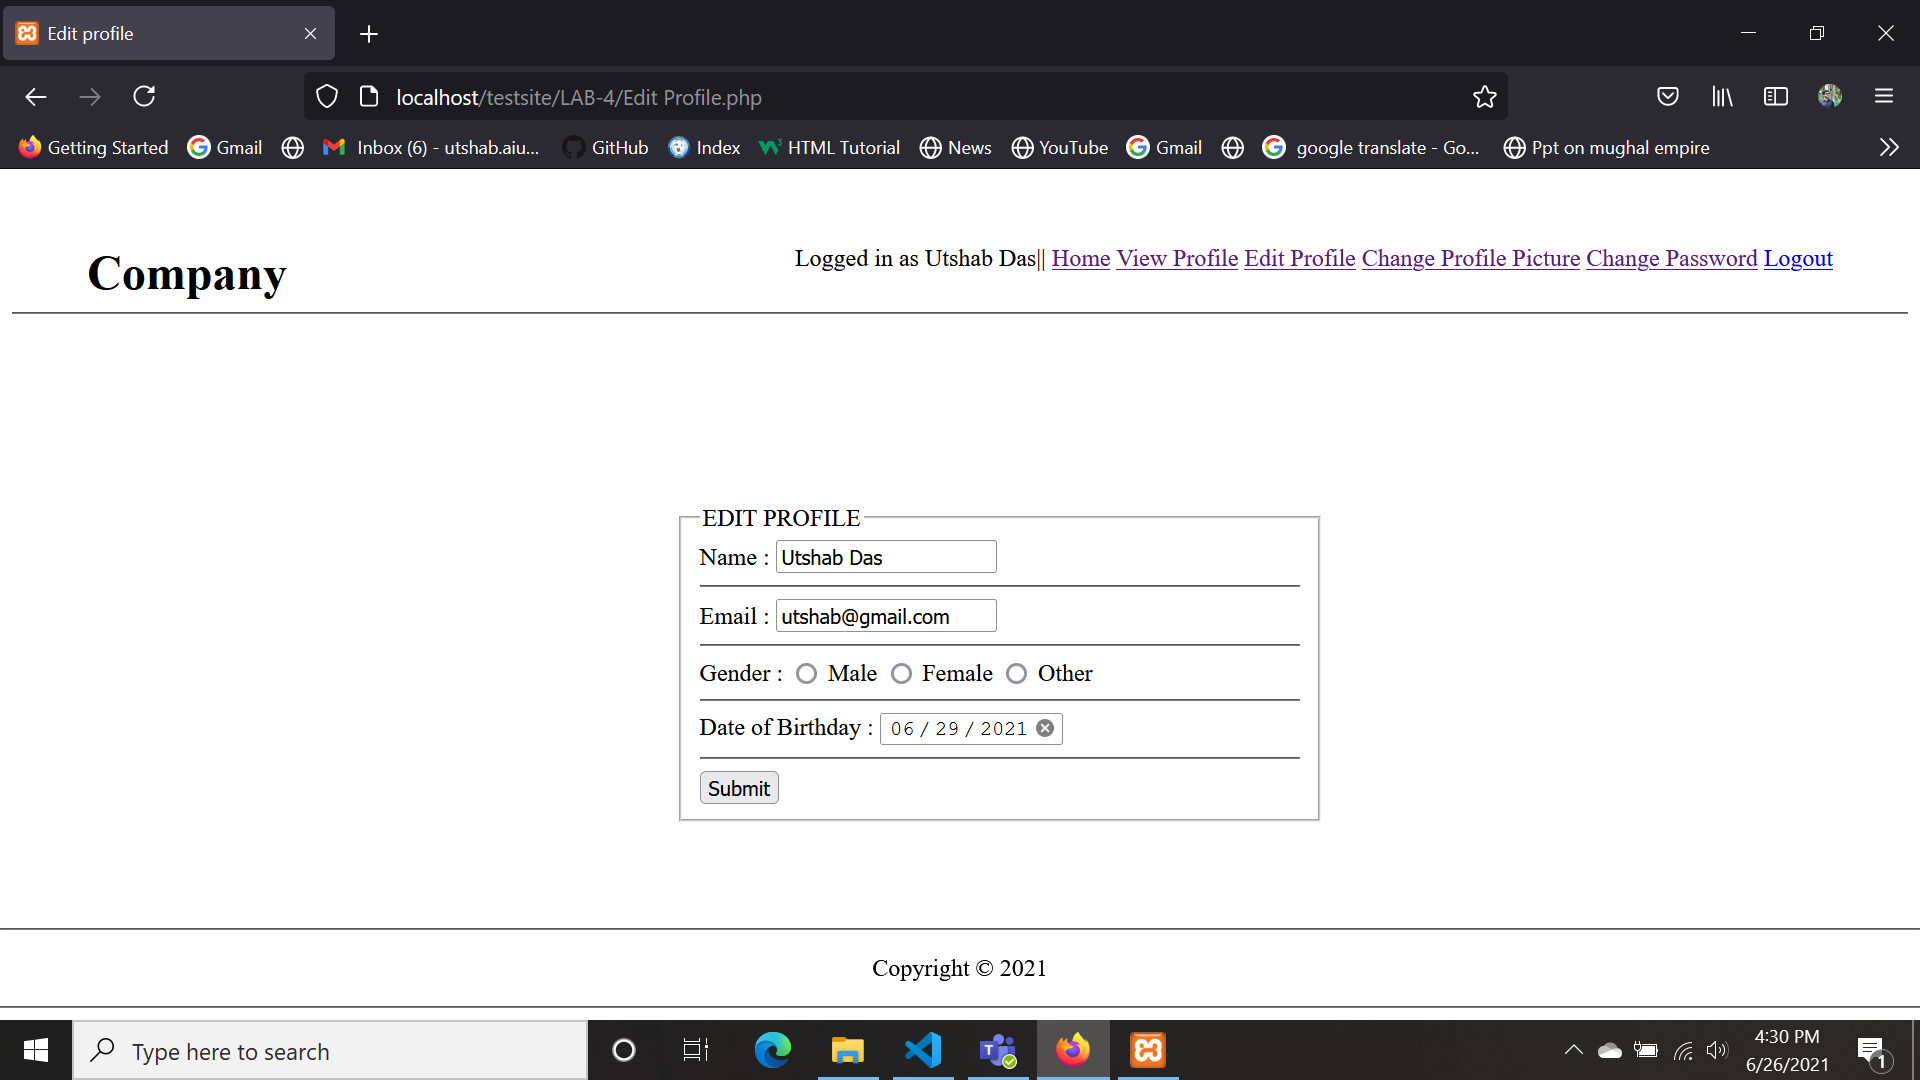 Edit profile
localhost/testsite/LAB-4/Edit Profile.php
Getting Started Gmail Inbox (6) - utshab.aiu... GitHub Index HTML Tutorial News YouTube Gmail google translate - Go... Ppt on mughal empire
Company
Logged in as Utshab Das|| Home View Profile Edit Profile Change Profile Picture Change Password Logout
EDIT PROFILE
Name : Utshab Das
Email : utshab@gmail.com
Gender : Male Female Other
Date of Birthday : 06 / 29 / 2021
Submit
Copyright © 2021
Type here to search
4:30 PM
6/26/2021
1